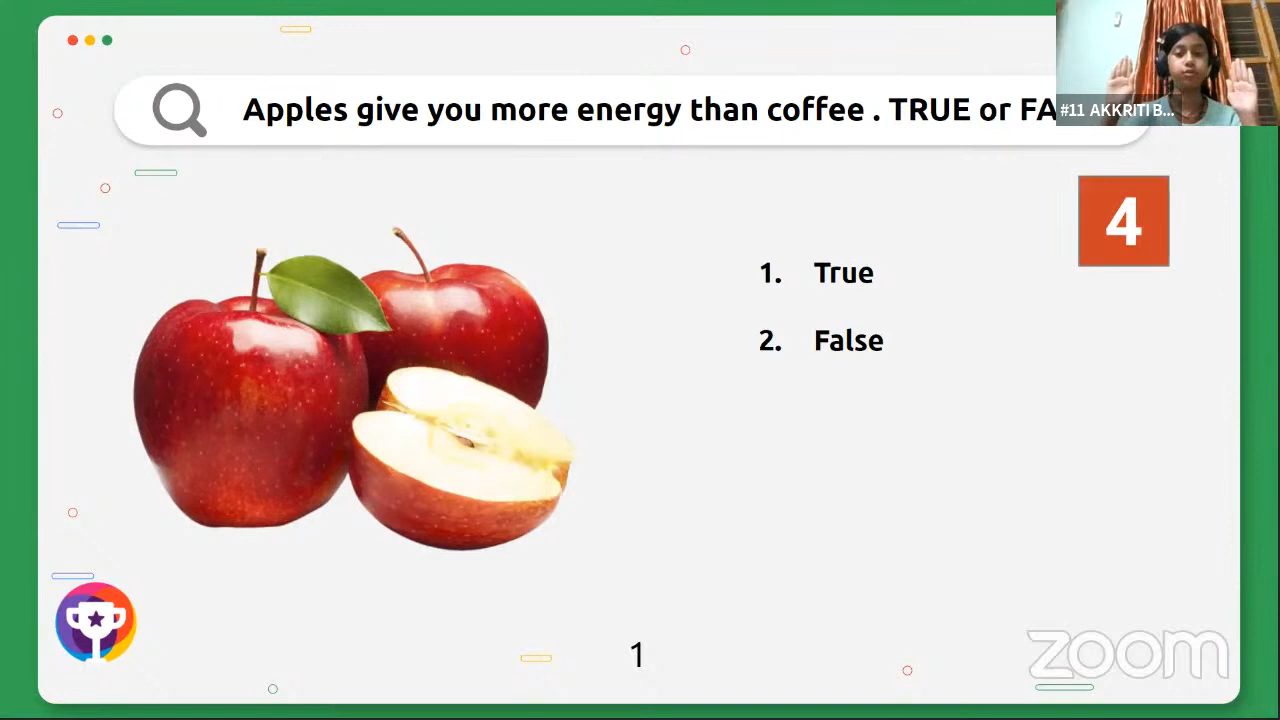 Apples give you more energy than coffee . TRUE or FA
#11 AKKRITI B...
4
1. True
2. False
1
zoom